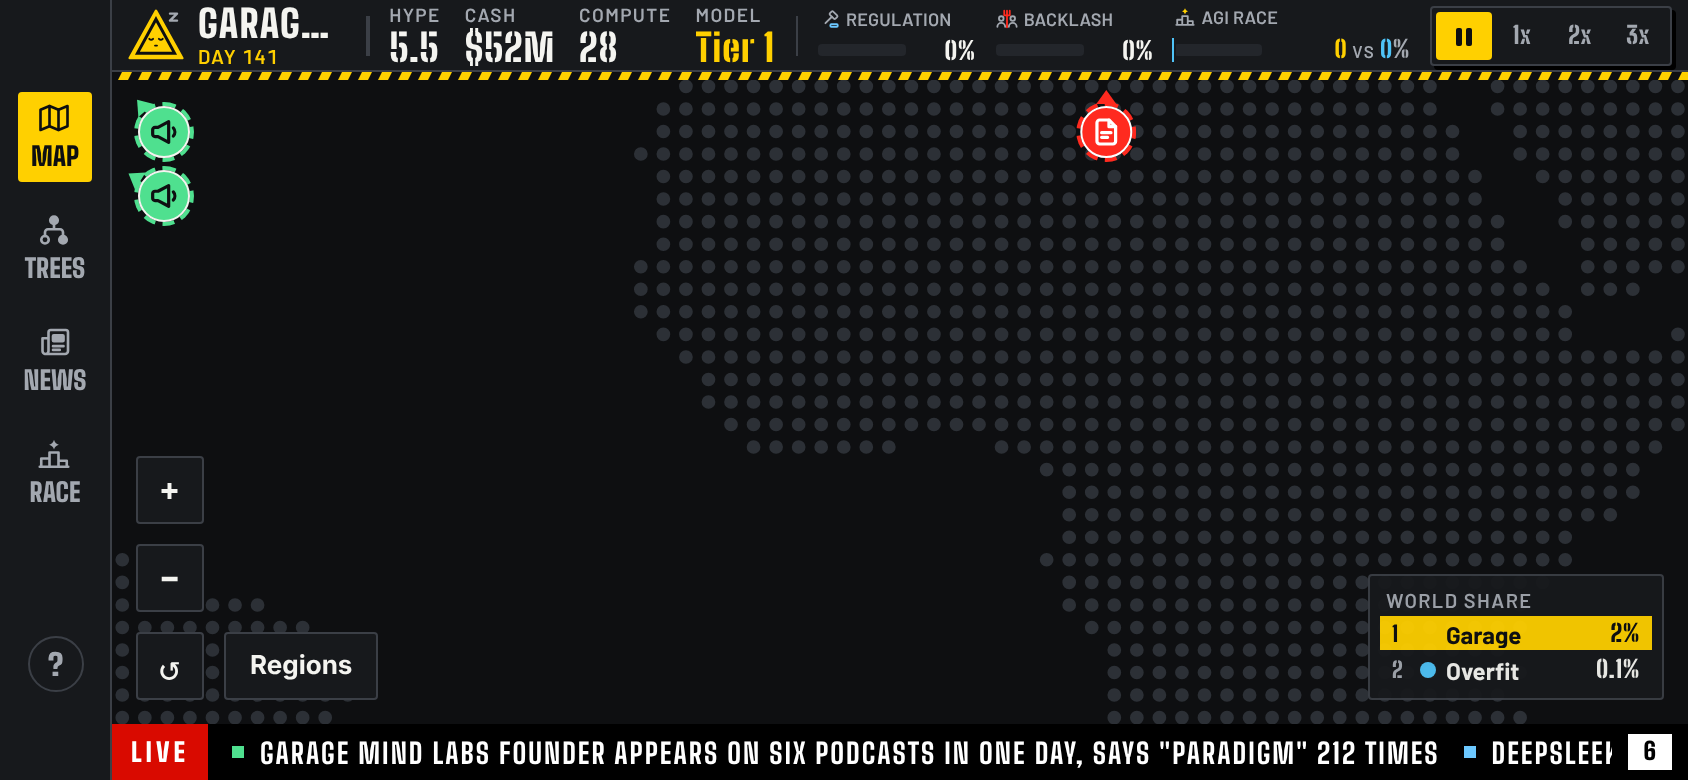 GARAG...
DAY 141
HYPE
5.5
CASH
$52M
COMPUTE
28
MODEL
Tier 1
REGULATION
0%
BACKLASH
0%
AGI RACE
0 VS 0%
1x
2x
3x
MAP
TREES
NEWS
RACE
?
+
−
↺
Regions
WORLD SHARE
1 Garage 2%
2 Overfit 0.1%
LIVE
GARAGE MIND LABS FOUNDER APPEARS ON SIX PODCASTS IN ONE DAY, SAYS "PARADIGM" 212 TIMES
DEEPSLEEK
6